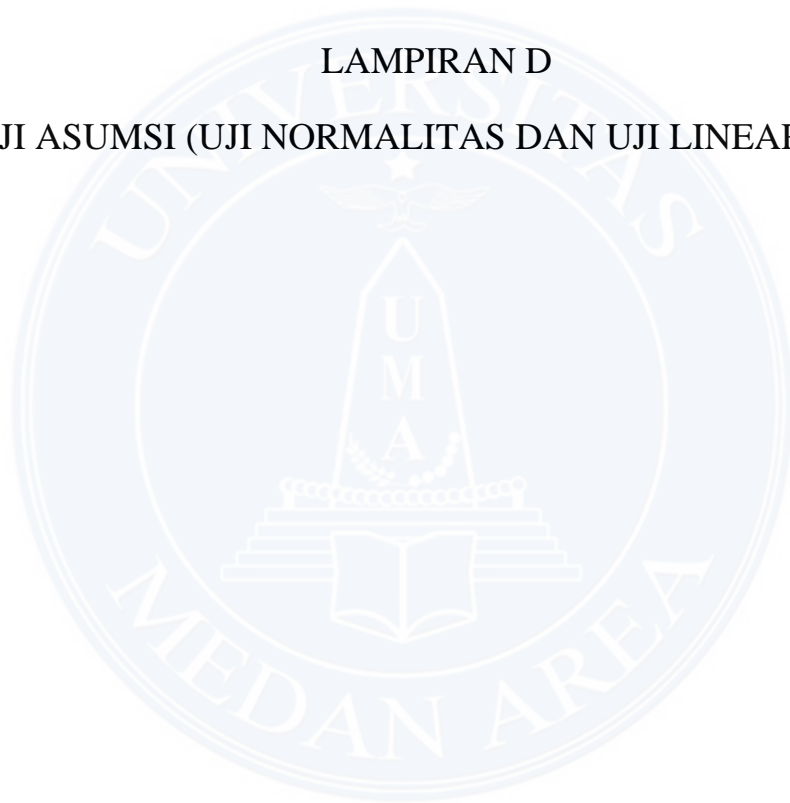 LAMPIRAN D
JI ASUMSI (UJI NORMALITAS DAN UJI LINEAR
UNIVERSITAS
U
M
A
MEDAN AREA